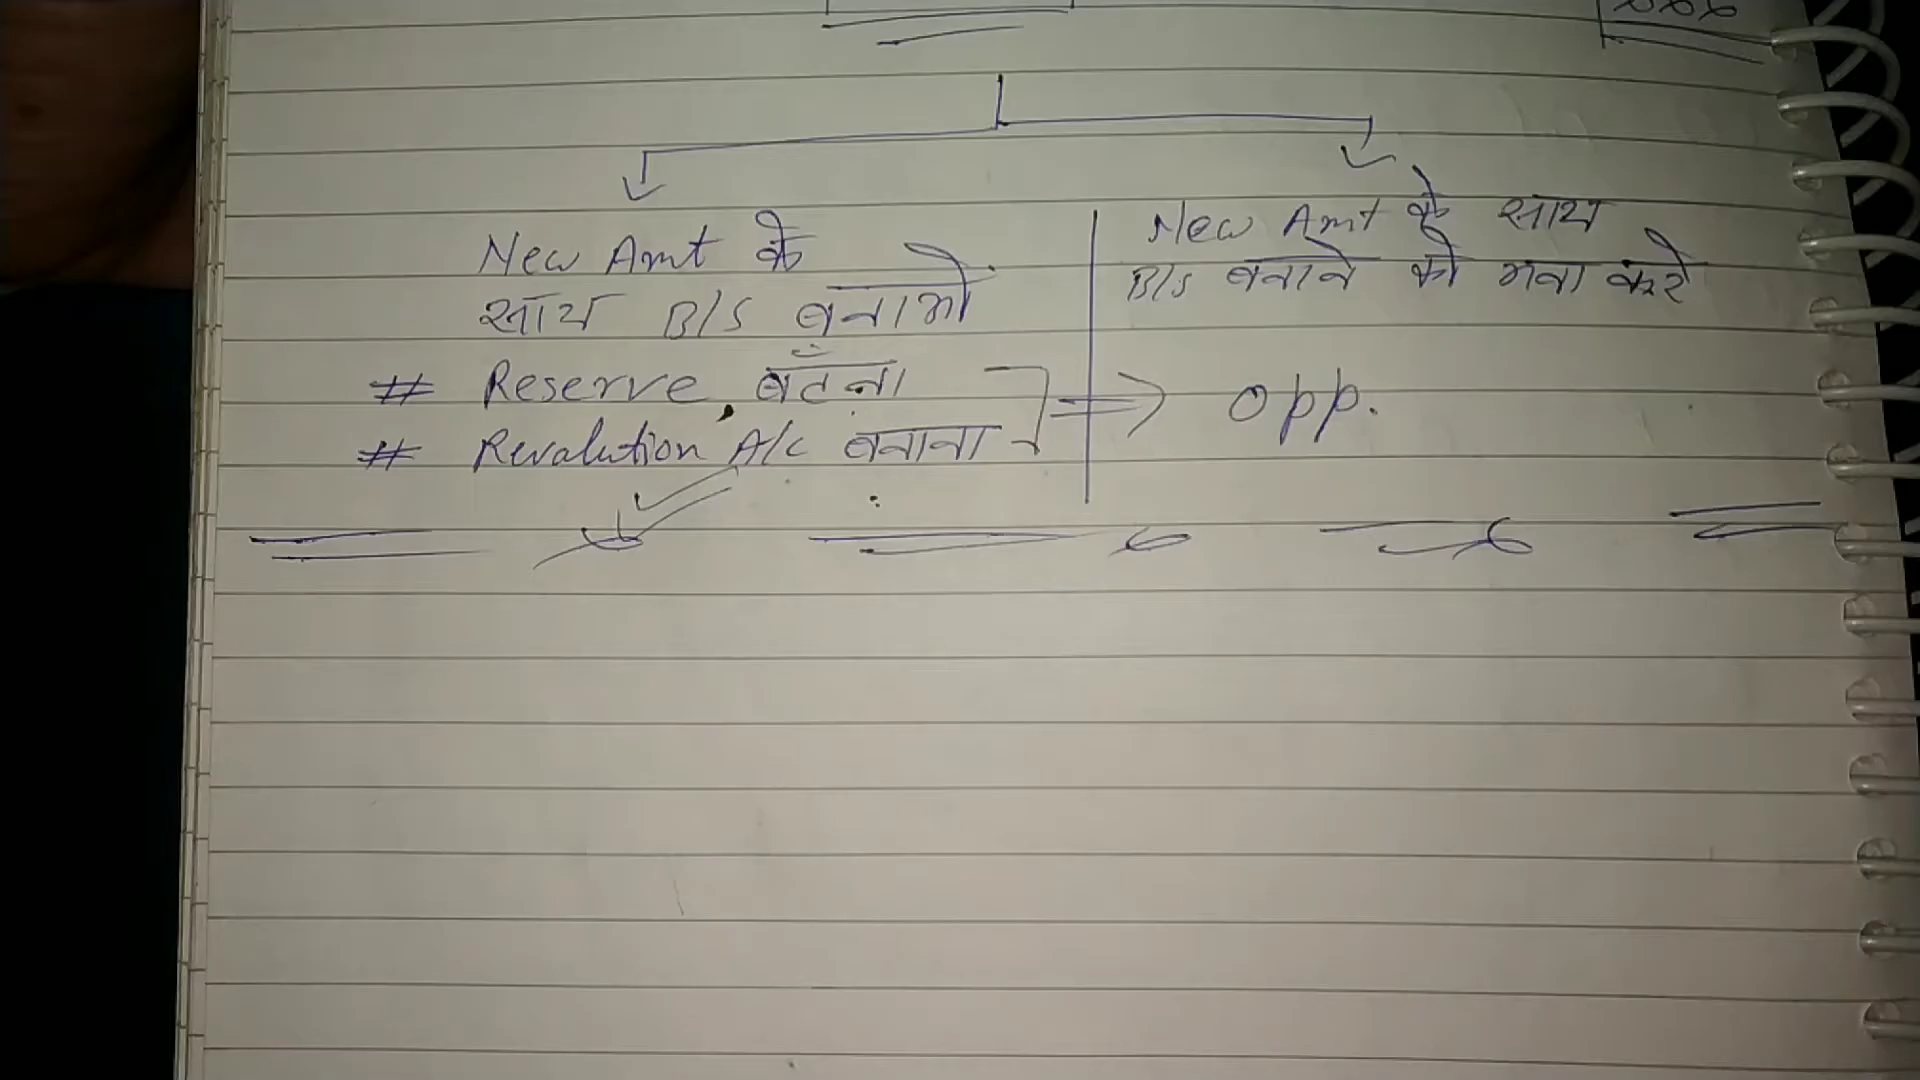 New Amt के
साथ B/S बनाओ
# Reserve बँटना
# Revalution A/c बनाना
New Amt के साथ
B/S बनाने को मना करे
⇒ opp.